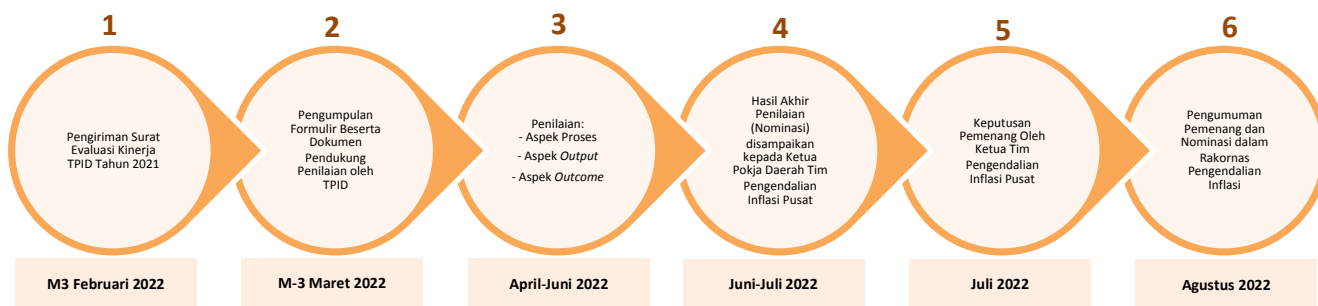 1
Pengiriman Surat
Evaluasi Kinerja
TPID Tahun 2021
M3 Februari 2022
2
Pengumpulan
Formulir Beserta
Dokumen
Pendukung
Penilaian oleh
TPID
M-3 Maret 2022
3
Penilaian:
- Aspek Proses
- Aspek Output
- Aspek Outcome
April-Juni 2022
4
Hasil Akhir
Penilaian
(Nominasi)
disampaikan
kepada Ketua
Pokja Daerah Tim
Pengendalian
Inflasi Pusat
Juni-Juli 2022
5
Keputusan
Pemenang Oleh
Ketua Tim
Pengendalian
Inflasi Pusat
Juli 2022
6
Pengumuman
Pemenang dan
Nominasi dalam
Rakornas
Pengendalian
Inflasi
Agustus 2022